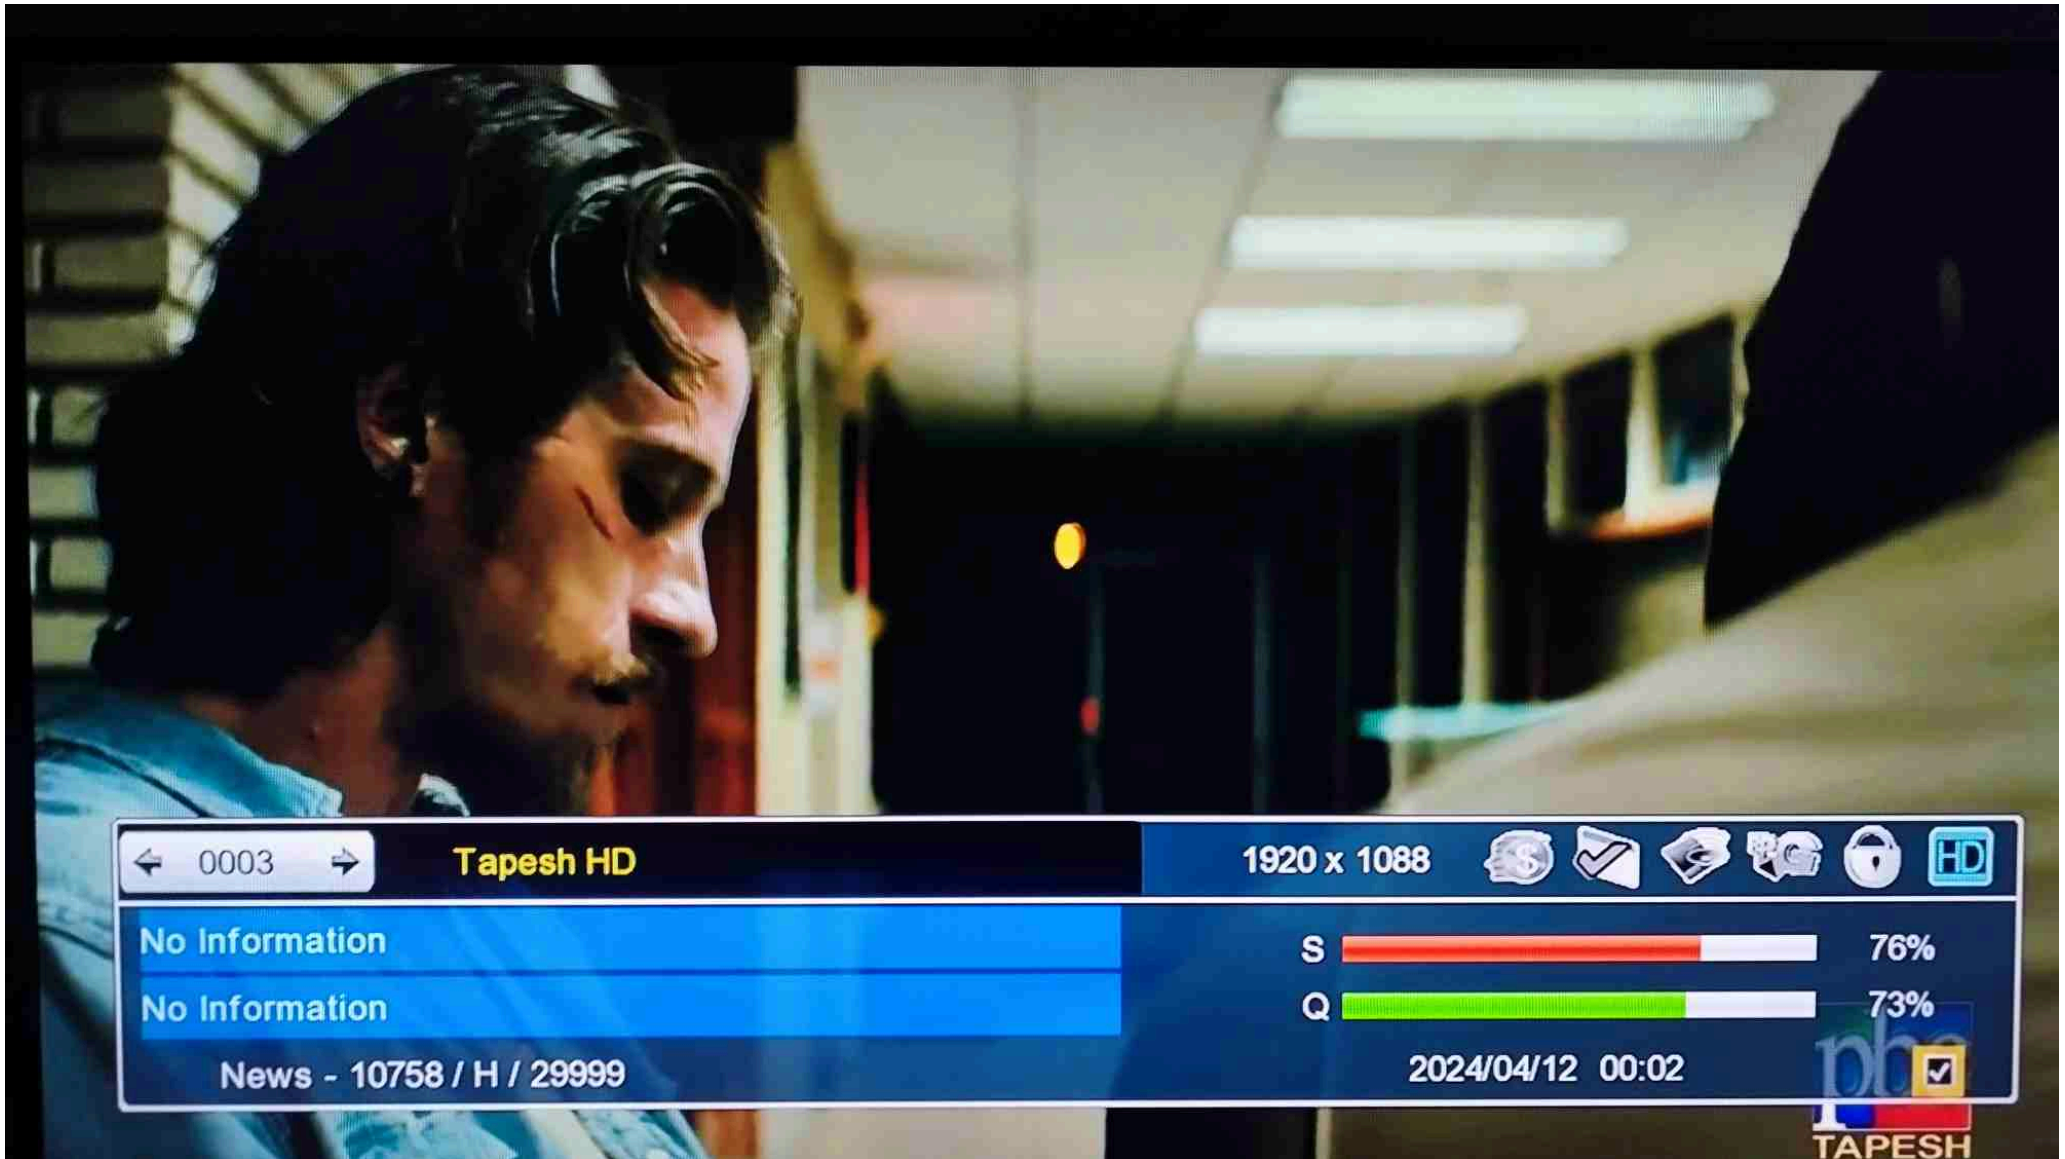 0003
Tapesh HD
1920 x 1088
HD
No Information
S 76%
No Information
Q 73%
News - 10758 / H / 29999
2024/04/12 00:02
TAPESH